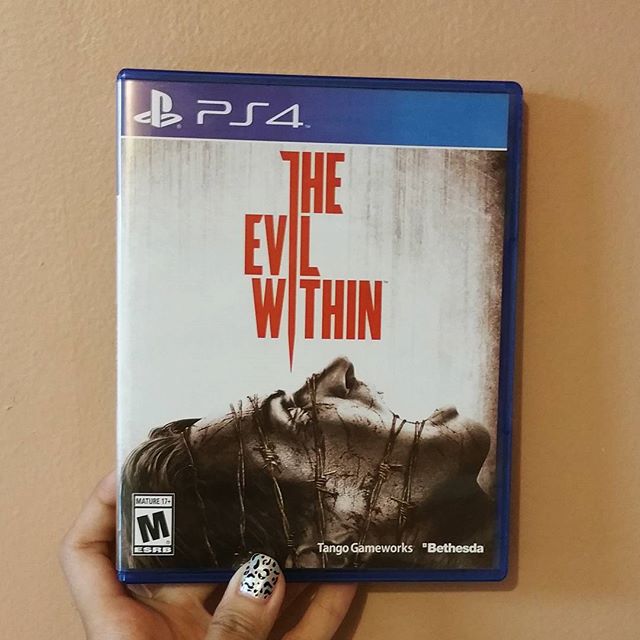 PS4
THE
EVIL
WITHIN
MATURE 17+
M
ESRB
Tango Gameworks
Bethesda